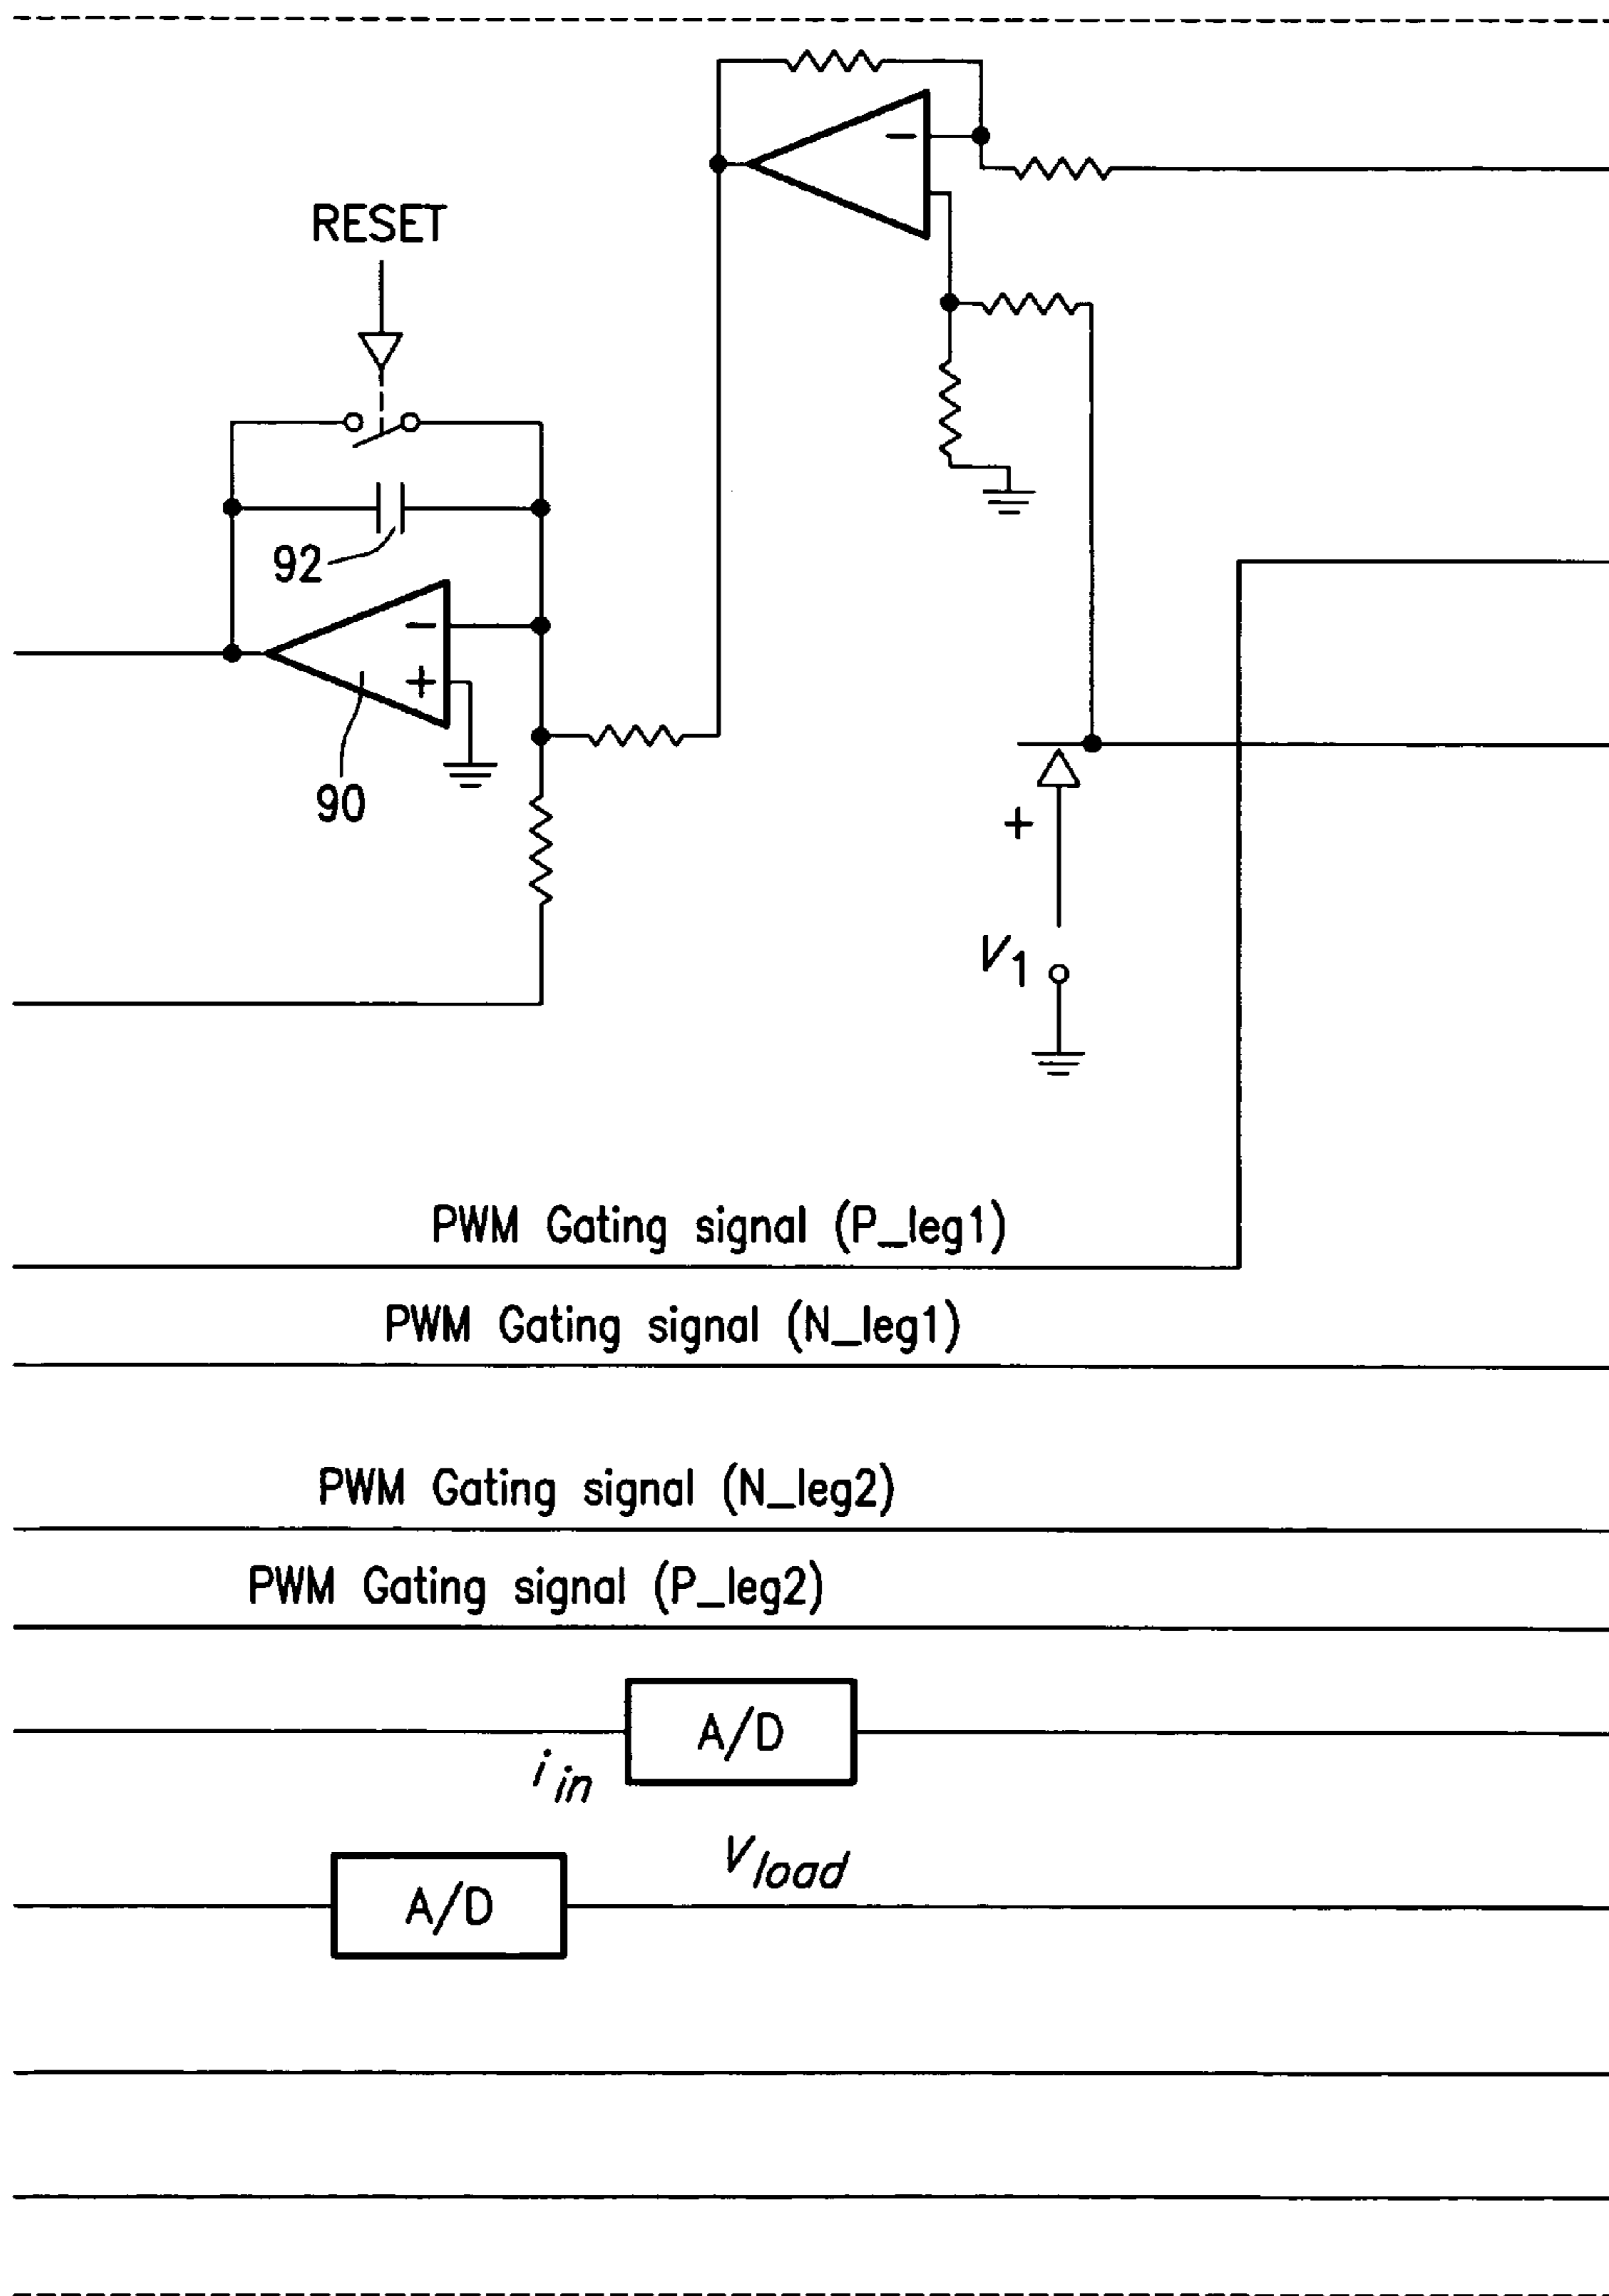 RESET
−
92
−
+
90
+
V1
PWM Gating signal (P_leg1)
PWM Gating signal (N_leg1)
PWM Gating signal (N_leg2)
PWM Gating signal (P_leg2)
A/D
i in
Vload
A/D